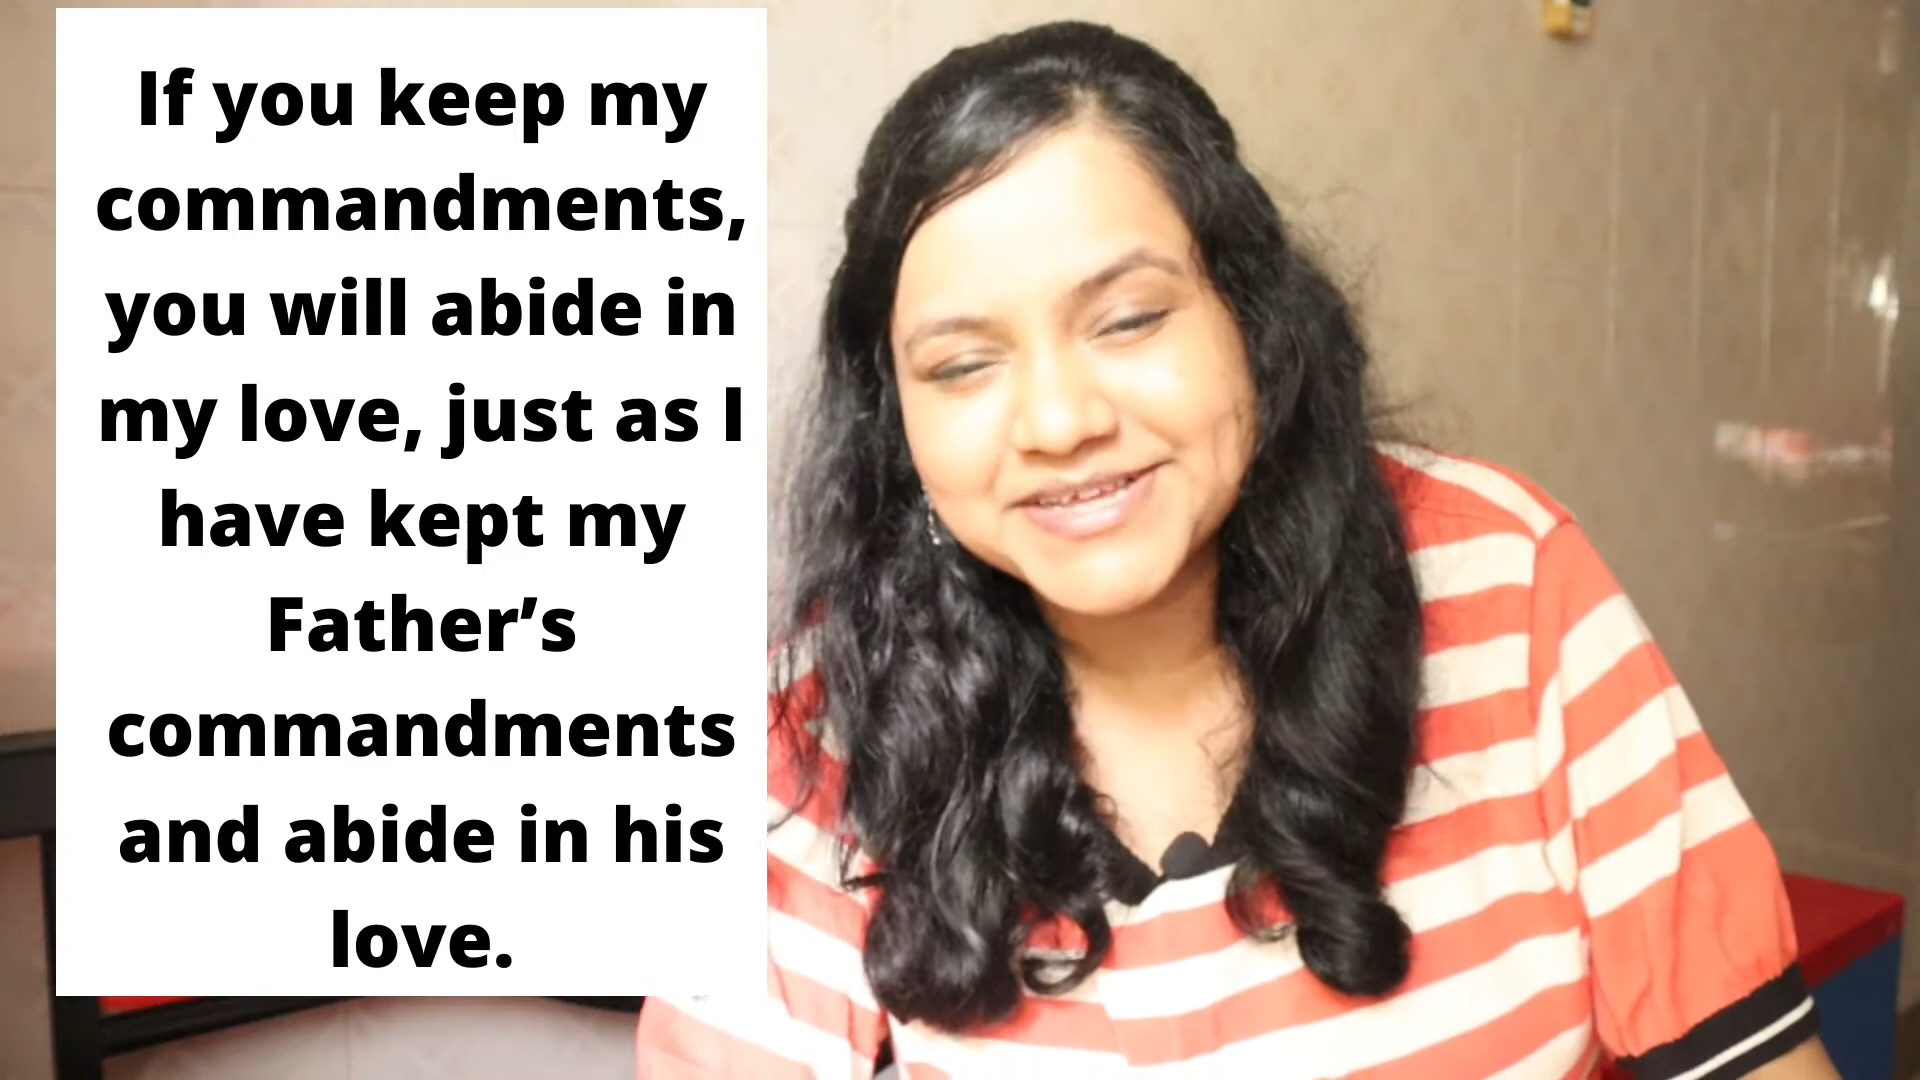 If you keep my
commandments,
you will abide in
my love, just as I
have kept my
Father’s
commandments
and abide in his
love.